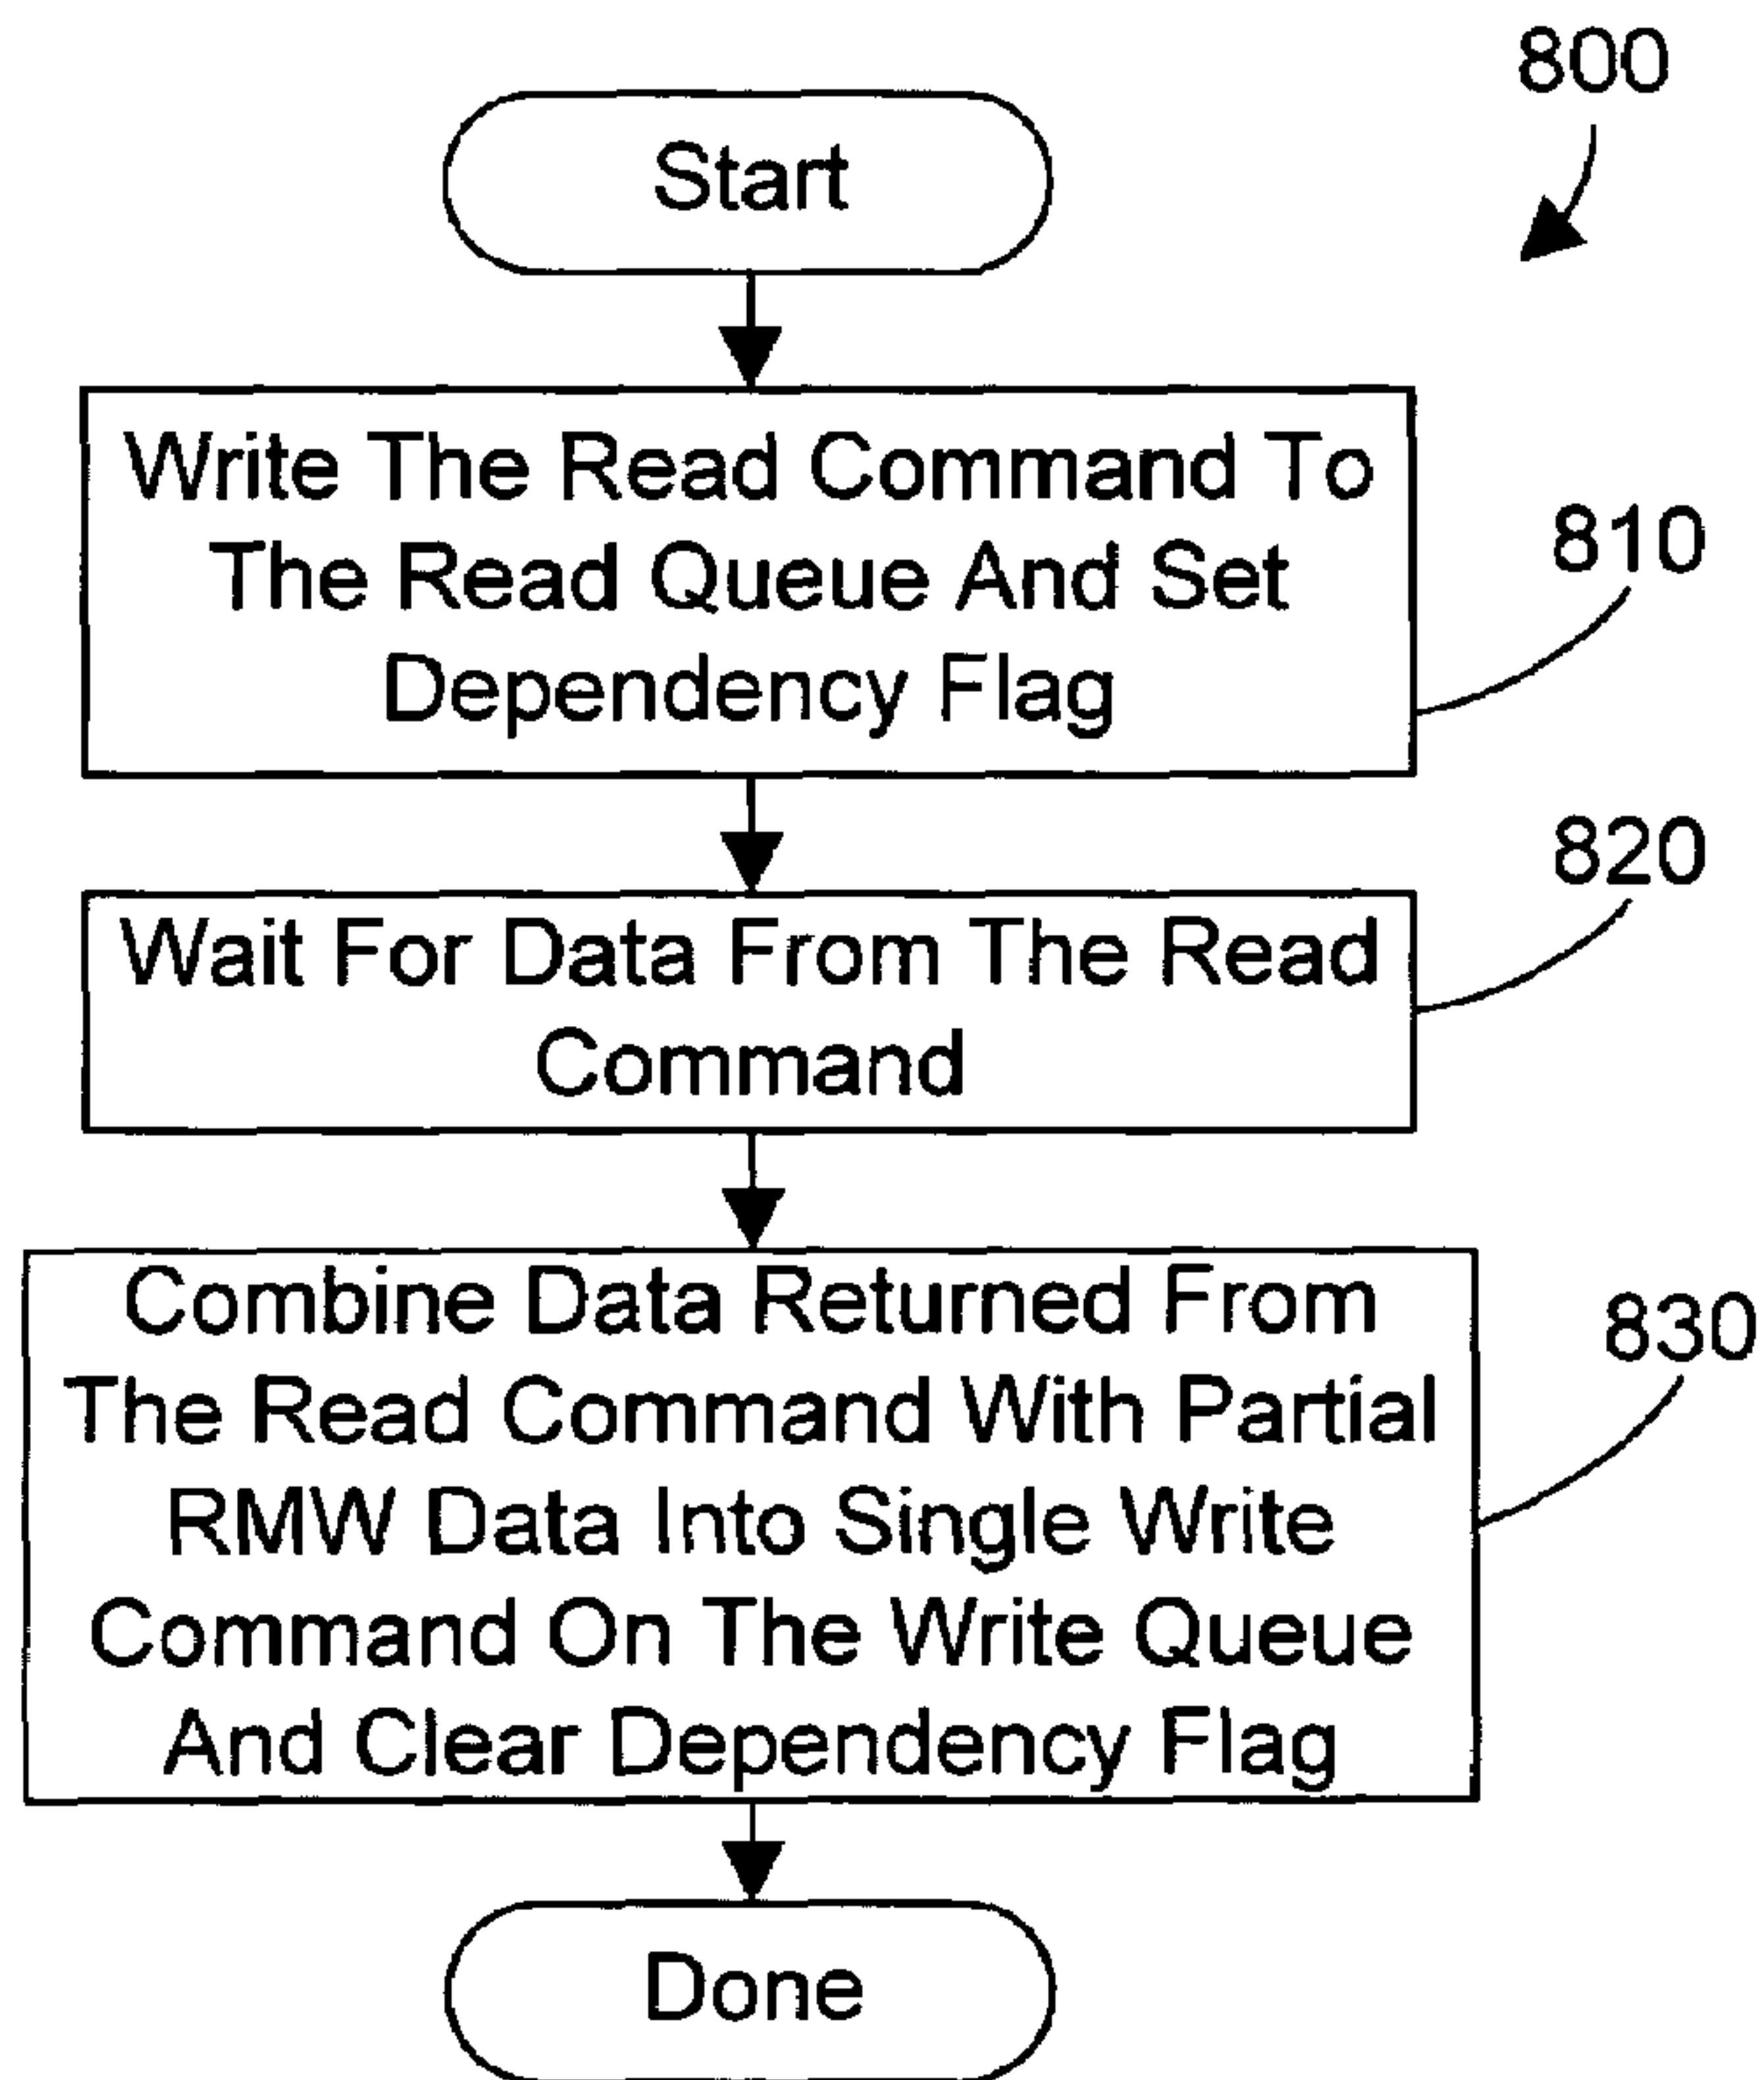 800
Start
Write The Read Command To
The Read Queue And Set
Dependency Flag
810
Wait For Data From The Read
Command
820
Combine Data Returned From
The Read Command With Partial
RMW Data Into Single Write
Command On The Write Queue
And Clear Dependency Flag
830
Done